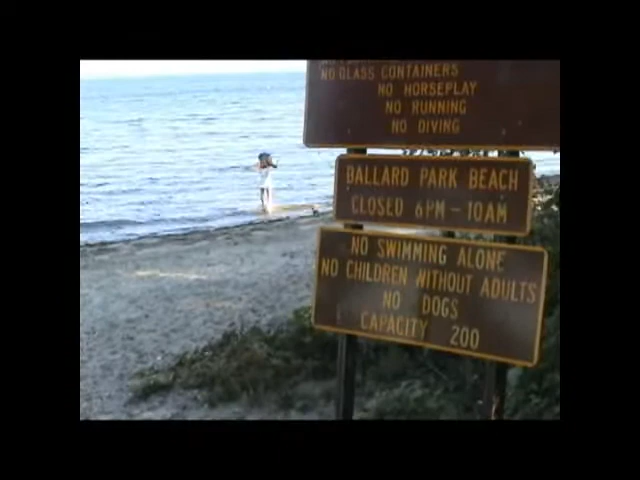 NO GLASS CONTAINERS
NO HORSEPLAY
NO RUNNING
NO DIVING
BALLARD PARK BEACH
CLOSED 6PM - 10AM
NO SWIMMING ALONE
NO CHILDREN WITHOUT ADULTS
NO DOGS
CAPACITY 200